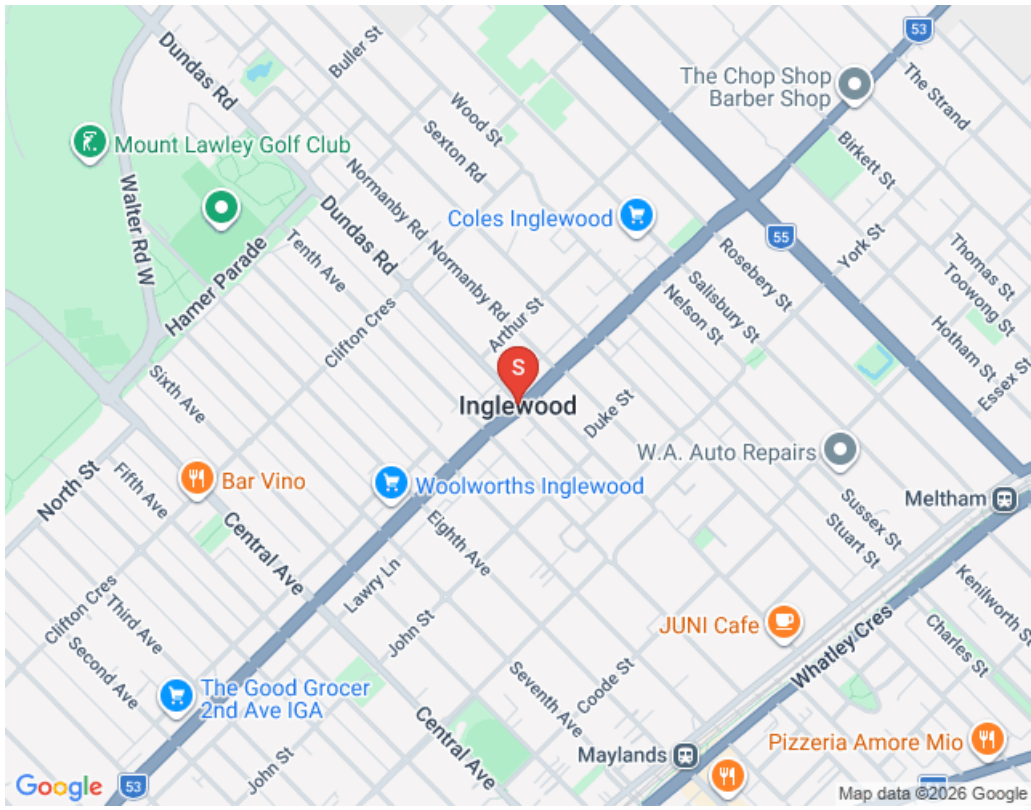 53
Dundas Rd
Buller St
The Chop Shop
Barber Shop
The Strand
Wood St
Sexton Rd
Birkett St
Mount Lawley Golf Club
Walter Rd W
Normanby Rd
Dundas Rd
Coles Inglewood
55
York St
Thomas St
Toowong St
Hamer Parade
Tenth Ave
Normanby Rd
Rosebery St
Salisbury St
Nelson St
Clifton Cres
Arthur St
Hotham St
Essex St
S
Inglewood
Sixth Ave
Duke St
W.A. Auto Repairs
North St
Fifth Ave
Bar Vino
Woolworths Inglewood
Meltham
Sussex St
Stuart St
Central Ave
Eighth Ave
Lawry Ln
Kenilworth St
Clifton Cres
Third Ave
Second Ave
John St
JUNI Cafe
Whatley Cres
Charles St
The Good Grocer
2nd Ave IGA
Seventh Ave
Coode St
Central Ave
John St
Maylands
Pizzeria Amore Mio
Google
53
Map data ©2026 Google